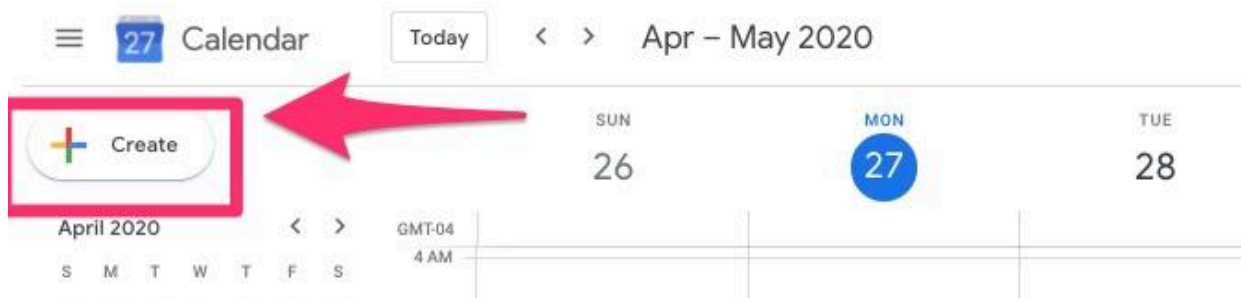 27 Calendar Today < > Apr – May 2020
Create
SUN MON TUE
26 27 28
April 2020 < > GMT-04
4 AM
S M T W T F S